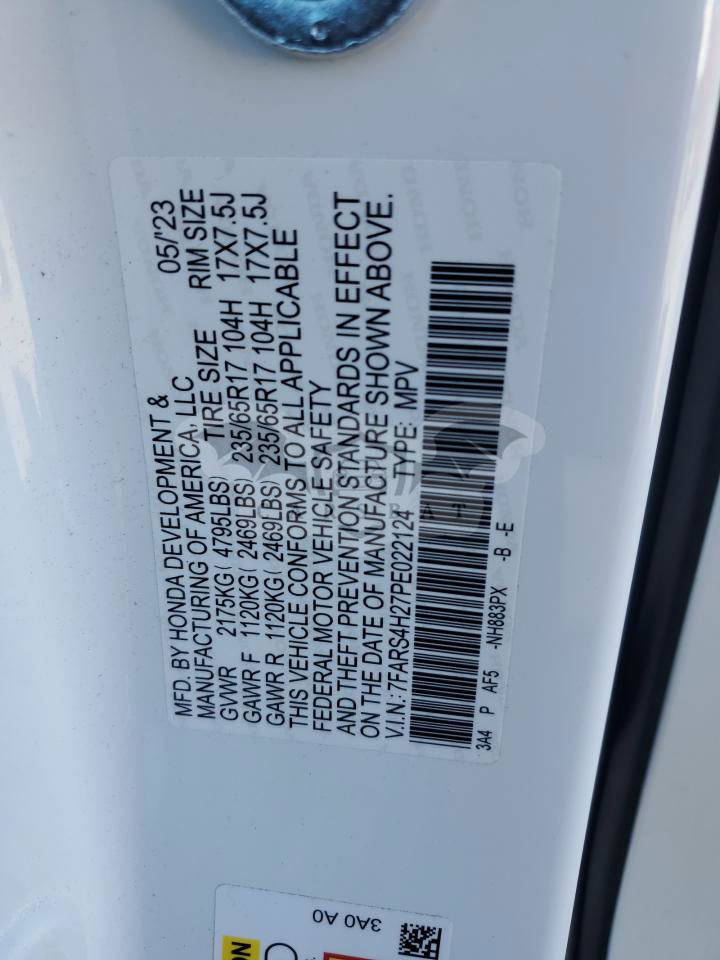 MFD. BY HONDA DEVELOPMENT &
MANUFACTURING OF AMERICA, LLC 05/'23
GVWR 2175KG( 4795LBS) TIRE SIZE RIM SIZE
GAWR F 1120KG( 2469LBS) 235/65R17 104H 17X7.5J
GAWR R 1120KG( 2469LBS) 235/65R17 104H 17X7.5J
THIS VEHICLE CONFORMS TO ALL APPLICABLE
FEDERAL MOTOR VEHICLE SAFETY
AND THEFT PREVENTION STANDARDS IN EFFECT
ON THE DATE OF MANUFACTURE SHOWN ABOVE.
V.I.N.: 7FARS4H27PE022124 TYPE: MPV
3A4 P AF5 -NH883PX -B -E
3A0 A0